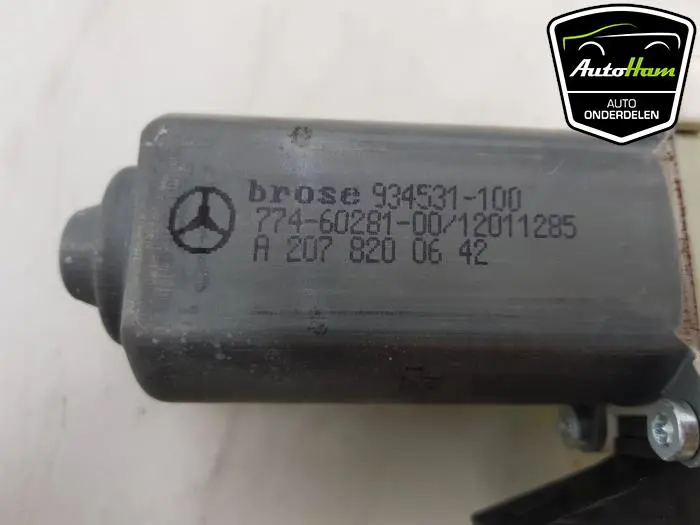 AutoHam
AUTO
ONDERDELEN
brose 934531-100
774-60281-00/12011285
A 207 820 06 42